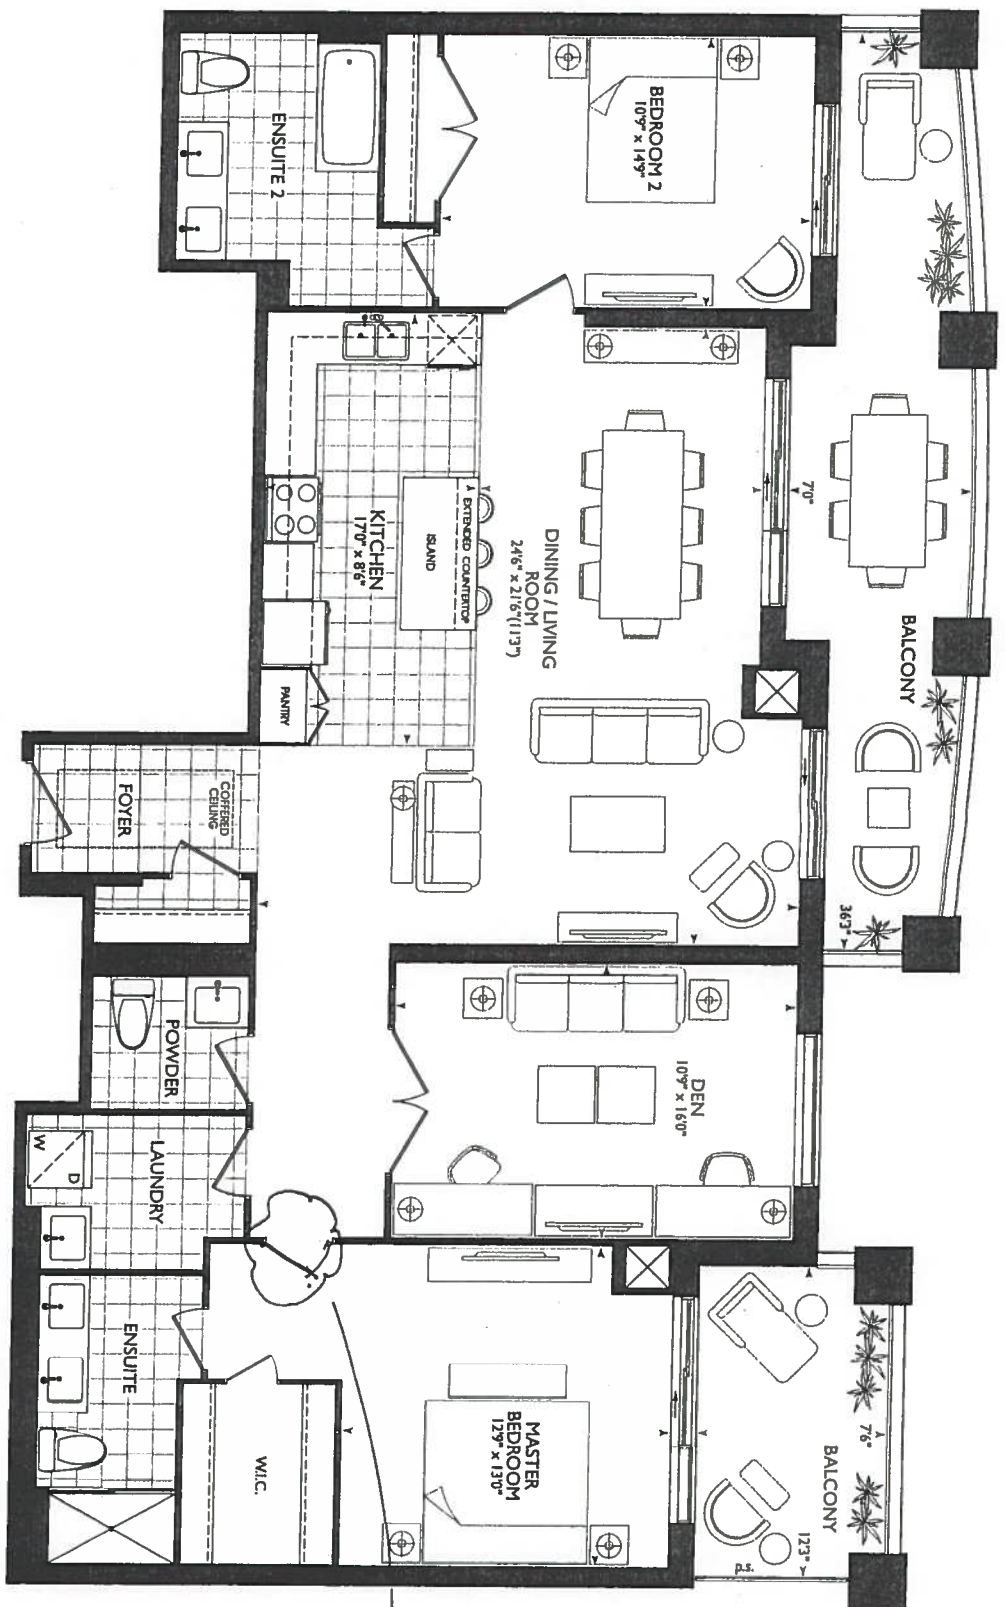 ENSUITE 2
BEDROOM 2
10'9" x 14'9"
KITCHEN
17'0" x 8'6"
ISLAND
EXTENDED COUNTERTOP
PANTRY
DINING / LIVING
ROOM
24'6" x 21'6"(11'3")
7'0"
BALCONY
36'3"
FOYER
COFFERED
CEILING
POWDER
DEN
10'9" x 16'0"
LAUNDRY
W
D
ENSUITE
W.I.C.
MASTER
BEDROOM
12'9" x 13'0"
BALCONY
7'6"
12'3"
p.s.